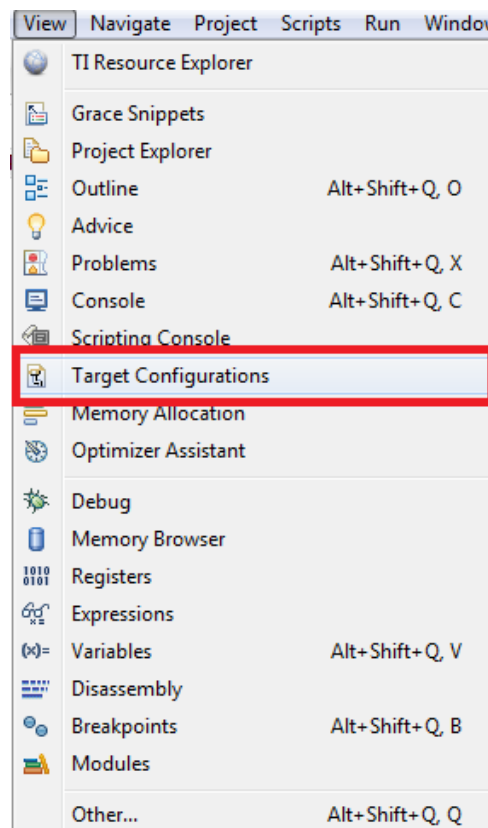 View Navigate Project Scripts Run Window
TI Resource Explorer
Grace Snippets
Project Explorer
Outline Alt+Shift+Q, O
Advice
Problems Alt+Shift+Q, X
Console Alt+Shift+Q, C
Scripting Console
Target Configurations
Memory Allocation
Optimizer Assistant
Debug
Memory Browser
1010
0101
Registers
Expressions
(x)= Variables Alt+Shift+Q, V
Disassembly
Breakpoints Alt+Shift+Q, B
Modules
Other... Alt+Shift+Q, Q